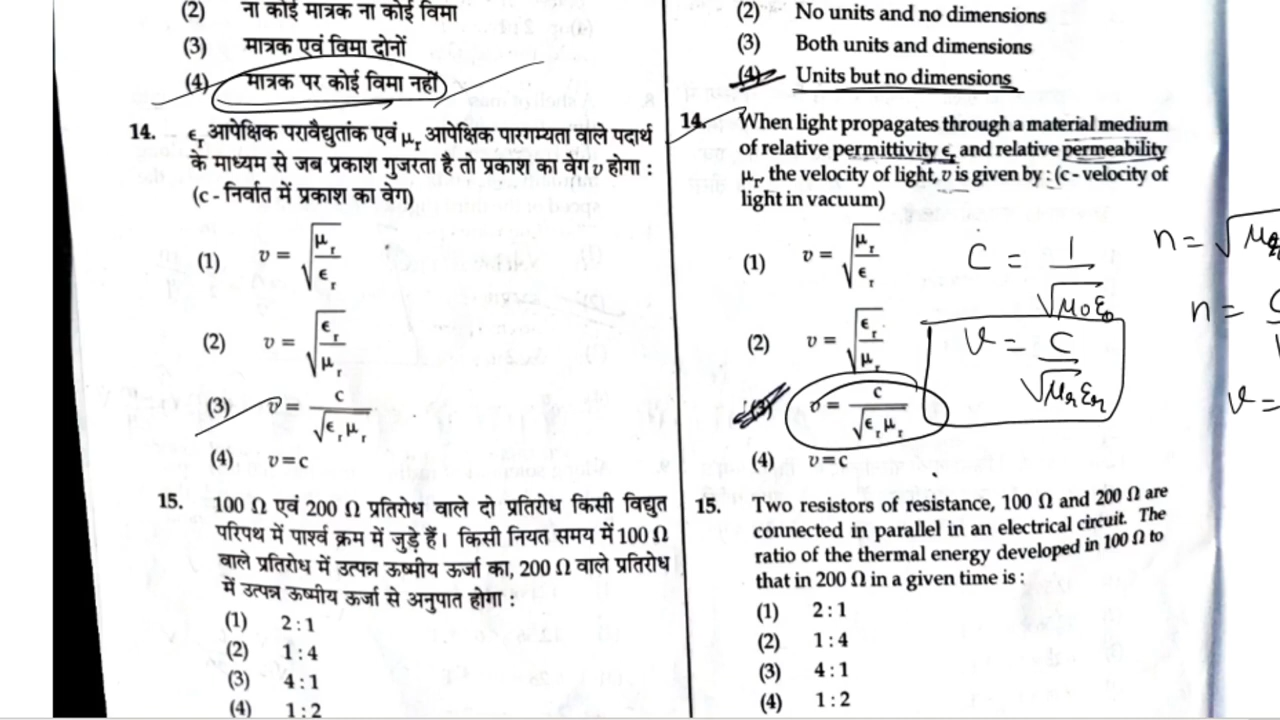 (2) ना कोई मात्रक ना कोई विमा
(3) मात्रक एवं विमा दोनों
(4) मात्रक पर कोई विमा नहीं
14. ϵr आपेक्षिक परावैद्युतांक एवं μr आपेक्षिक पारगम्यता वाले पदार्थ
के माध्यम से जब प्रकाश गुजरता है तो प्रकाश का वेग υ होगा :
(c - निर्वात में प्रकाश का वेग)
(1) υ = √(μr/ϵr)
(2) υ = √(ϵr/μr)
(3) υ = c/√(ϵr μr)
(4) υ = c
15. 100 Ω एवं 200 Ω प्रतिरोध वाले दो प्रतिरोध किसी विद्युत
परिपथ में पार्श्व क्रम में जुड़े हैं। किसी नियत समय में 100 Ω
वाले प्रतिरोध में उत्पन्न ऊष्मीय ऊर्जा का, 200 Ω वाले प्रतिरोध
में उत्पन्न ऊष्मीय ऊर्जा से अनुपात होगा :
(1) 2 : 1
(2) 1 : 4
(3) 4 : 1
(4) 1 : 2
(2) No units and no dimensions
(3) Both units and dimensions
(4) Units but no dimensions
14. When light propagates through a material medium
of relative permittivity ϵr and relative permeability
μr, the velocity of light, υ is given by : (c - velocity of
light in vacuum)
(1) υ = √(μr/ϵr)
(2) υ = √(ϵr/μr)
(3) υ = c/√(ϵr μr)
(4) υ = c
C = 1/√(μ0ε0)
v = C/√(μrεr)
n = √μr
n =
v =
15. Two resistors of resistance, 100 Ω and 200 Ω are
connected in parallel in an electrical circuit. The
ratio of the thermal energy developed in 100 Ω to
that in 200 Ω in a given time is :
(1) 2 : 1
(2) 1 : 4
(3) 4 : 1
(4) 1 : 2